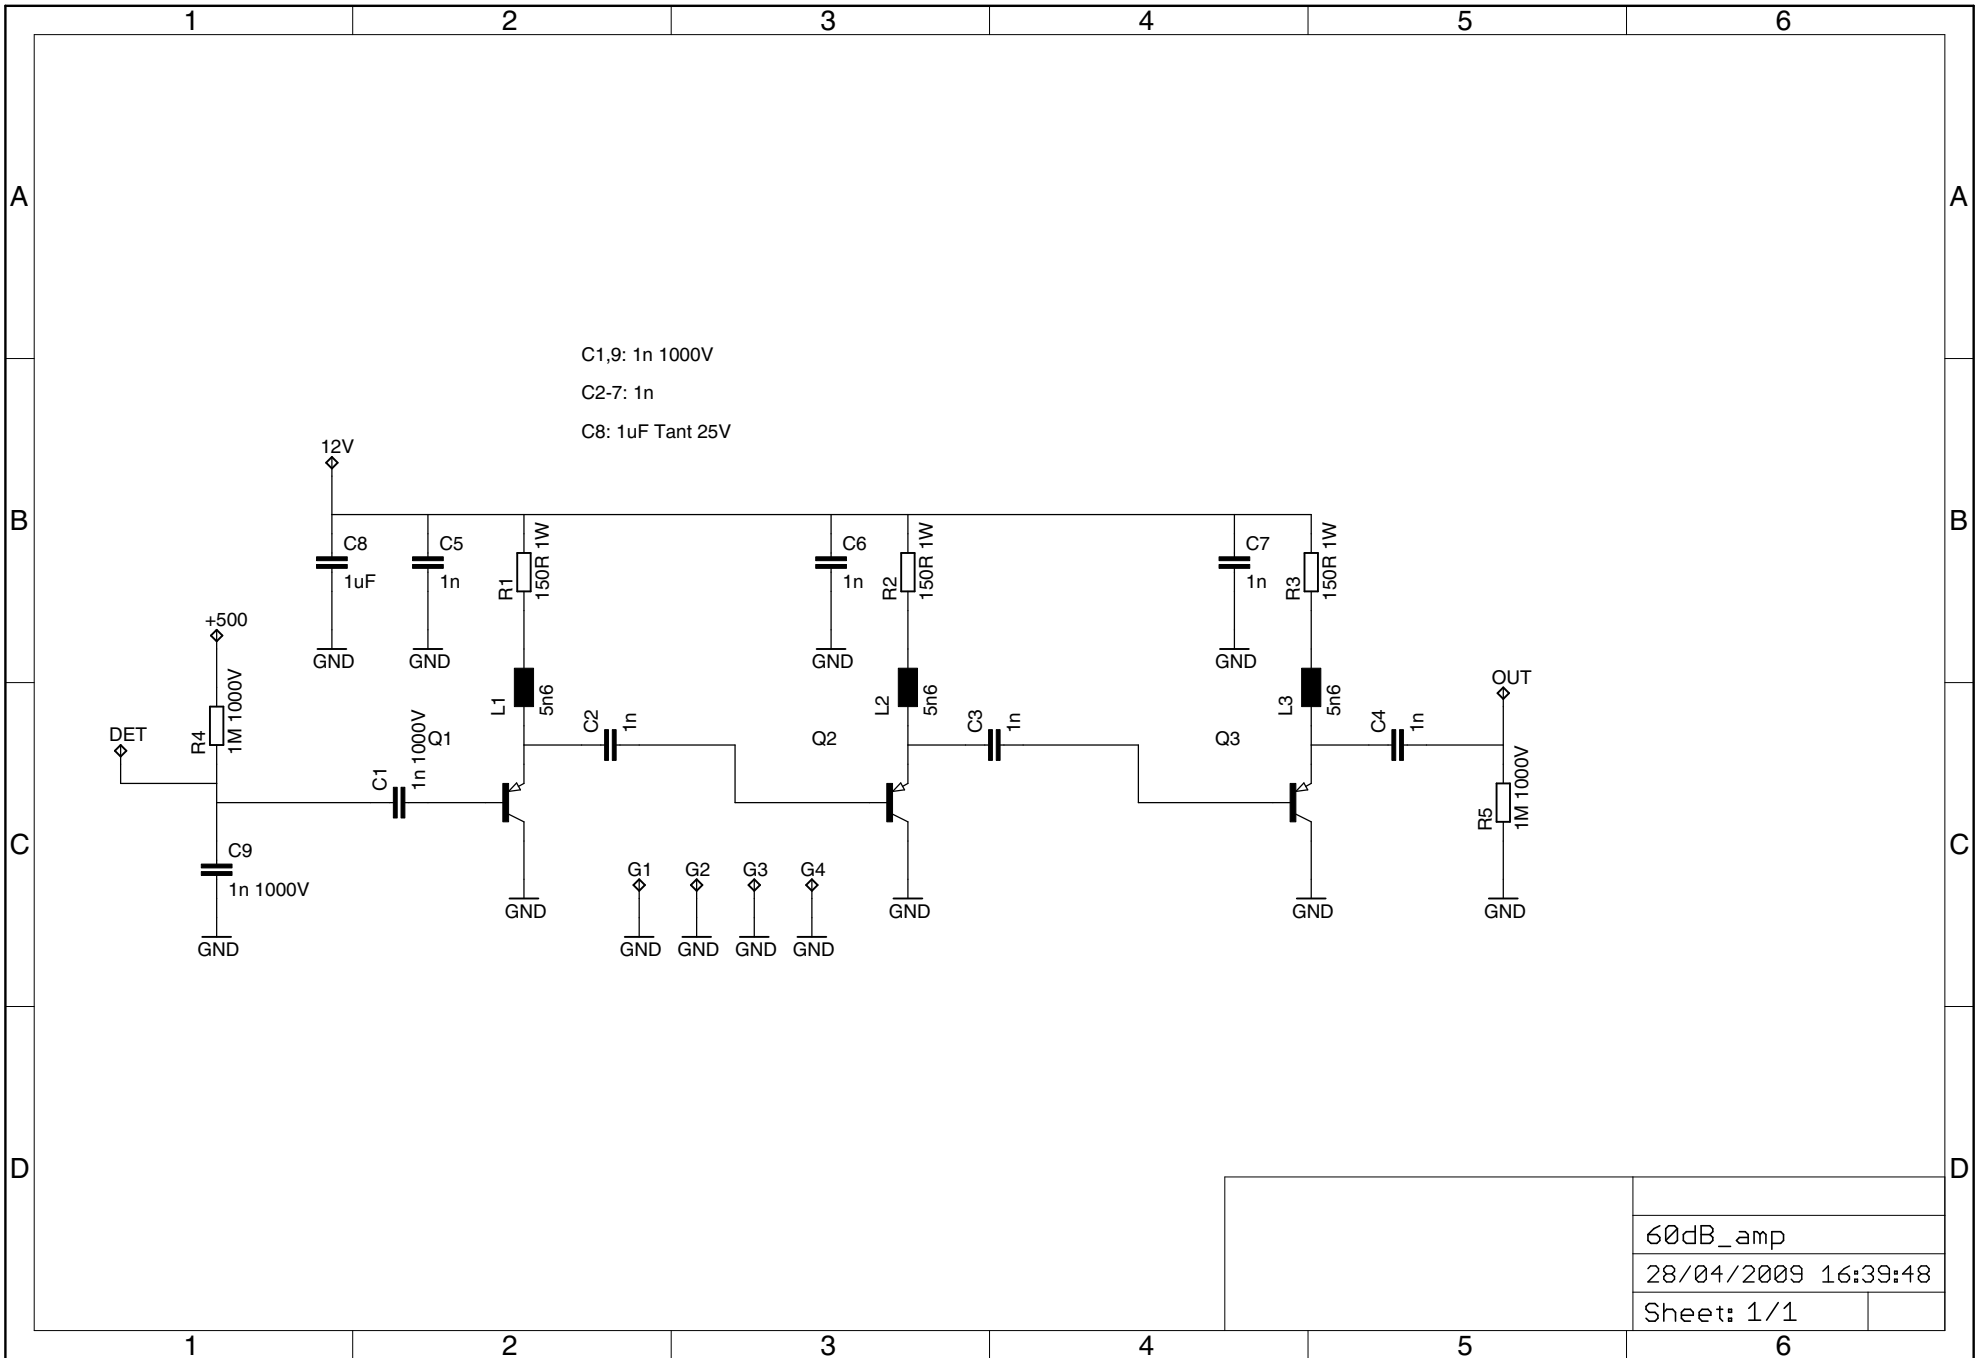 1 2 3 4 5 6
A A
C1,9: 1n 1000V
C2-7: 1n
C8: 1uF Tant 25V
12V
B B
C8
1uF
GND
C5
1n
GND
R1
150R 1W
C6
1n
GND
R2
150R 1W
C7
1n
GND
R3
150R 1W
+500
R4
1M 1000V
DET
C1
1n 1000V
Q1
L1
5n6
C2
1n
Q2
L2
5n6
C3
1n
Q3
L3
5n6
C4
1n
OUT
R5
1M 1000V
C C
C9
1n 1000V
GND
GND
G1
GND
G2
GND
G3
GND
G4
GND
GND
GND
GND
D D
60dB_amp
28/04/2009 16:39:48
Sheet: 1/1
1 2 3 4 5 6